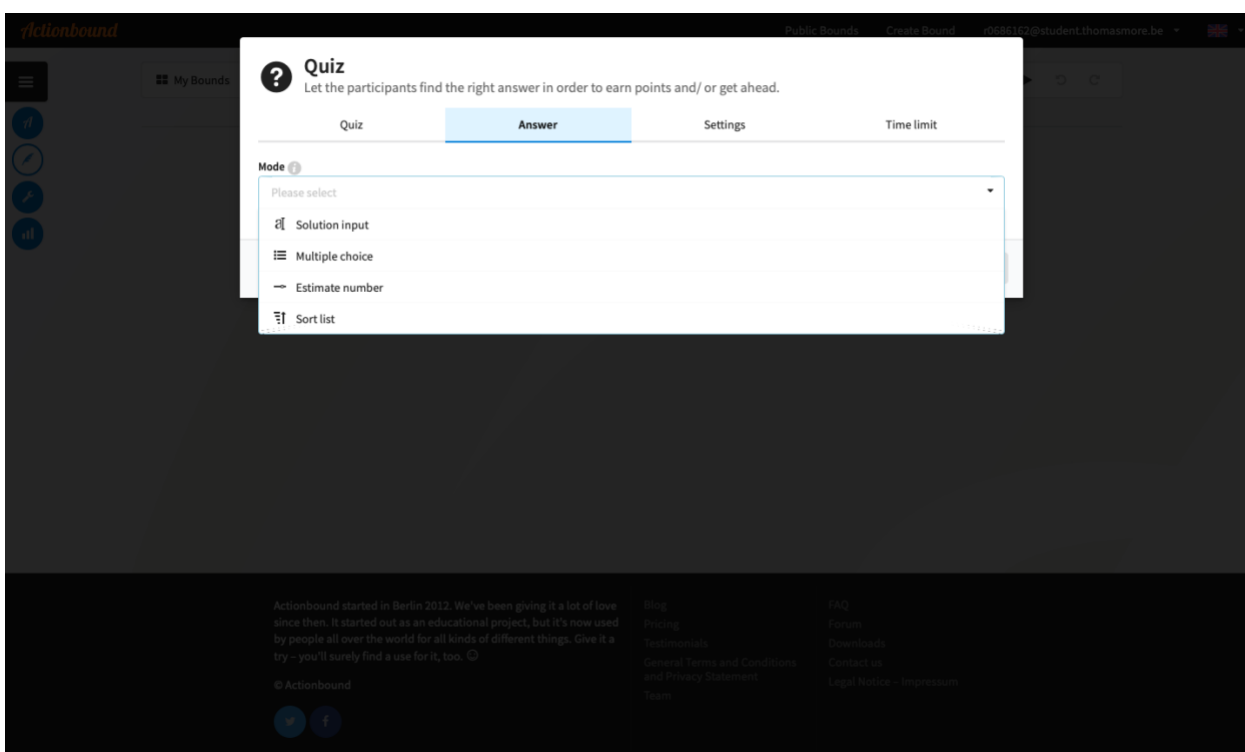 Actionbound
Public Bounds Create Bound r0686162@student.thomasmore.be
My Bounds
Quiz
Let the participants find the right answer in order to earn points and/ or get ahead.
Quiz Answer Settings Time limit
Mode
Please select
Solution input
Multiple choice
Estimate number
Sort list
Actionbound started in Berlin 2012. We've been giving it a lot of love
since then. It started out as an educational project, but it's now used
by people all over the world for all kinds of different things. Give it a
try – you'll surely find a use for it, too.
© Actionbound
Blog
Pricing
Testimonials
General Terms and Conditions
and Privacy Statement
Team
FAQ
Forum
Downloads
Contact us
Legal Notice – Impressum